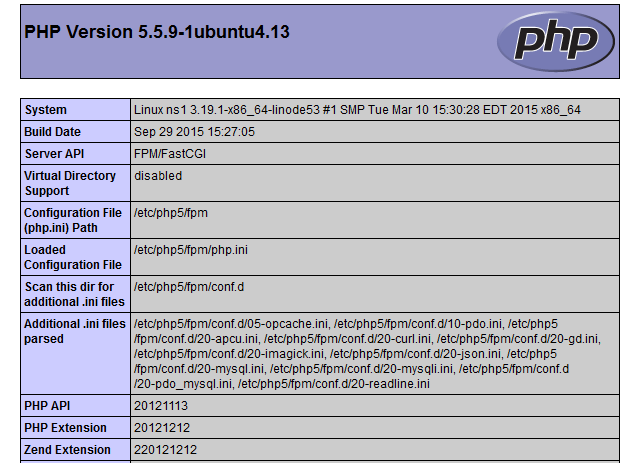 PHP Version 5.5.9-1ubuntu4.13
php
System Linux ns1 3.19.1-x86_64-linode53 #1 SMP Tue Mar 10 15:30:28 EDT 2015 x86_64
Build Date Sep 29 2015 15:27:05
Server API FPM/FastCGI
Virtual Directory disabled
Support
Configuration File /etc/php5/fpm
(php.ini) Path
Loaded /etc/php5/fpm/php.ini
Configuration File
Scan this dir for /etc/php5/fpm/conf.d
additional .ini files
Additional .ini files /etc/php5/fpm/conf.d/05-opcache.ini, /etc/php5/fpm/conf.d/10-pdo.ini, /etc/php5
parsed /fpm/conf.d/20-apcu.ini, /etc/php5/fpm/conf.d/20-curl.ini, /etc/php5/fpm/conf.d/20-gd.ini,
/etc/php5/fpm/conf.d/20-imagick.ini, /etc/php5/fpm/conf.d/20-json.ini, /etc/php5
/fpm/conf.d/20-mysql.ini, /etc/php5/fpm/conf.d/20-mysqli.ini, /etc/php5/fpm/conf.d
/20-pdo_mysql.ini, /etc/php5/fpm/conf.d/20-readline.ini
PHP API 20121113
PHP Extension 20121212
Zend Extension 220121212